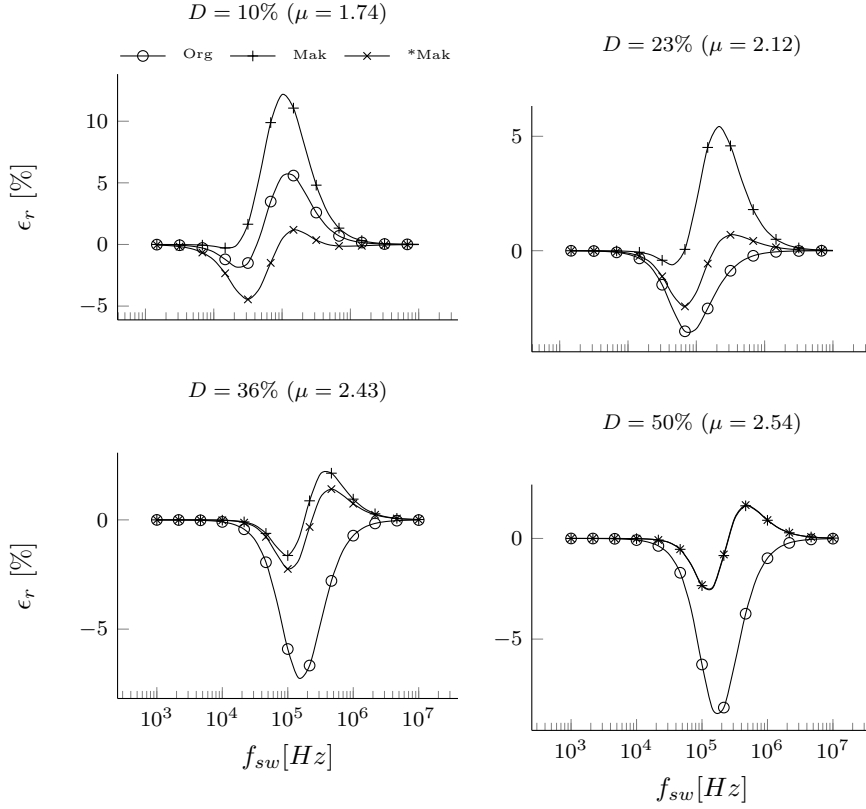 D = 10% (μ = 1.74)
Org Mak *Mak
10
5
0
−5
ϵr [%]
D = 23% (μ = 2.12)
5
0
D = 36% (μ = 2.43)
0
−5
ϵr [%]
10³ 10⁴ 10⁵ 10⁶ 10⁷
fsw[Hz]
D = 50% (μ = 2.54)
0
−5
10³ 10⁴ 10⁵ 10⁶ 10⁷
fsw[Hz]